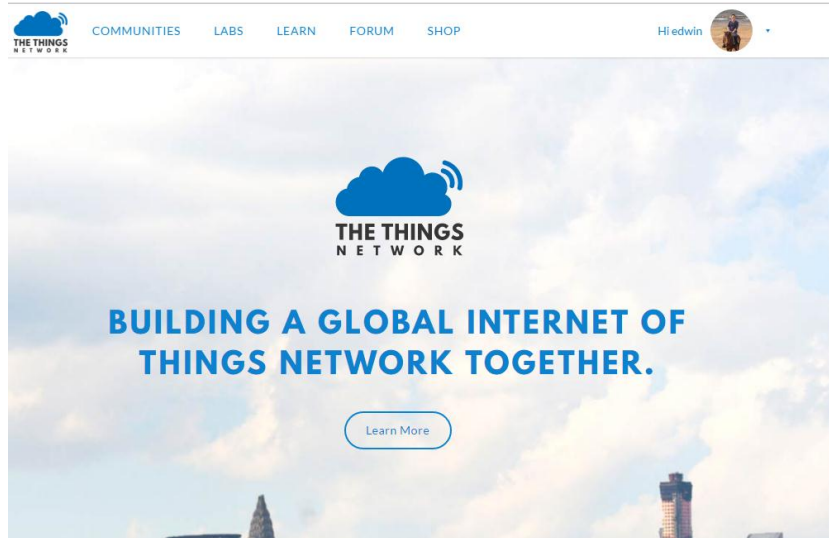 THE THINGS
NETWORK
COMMUNITIES LABS LEARN FORUM SHOP Hi edwin
THE THINGS
NETWORK
BUILDING A GLOBAL INTERNET OF
THINGS NETWORK TOGETHER.
Learn More